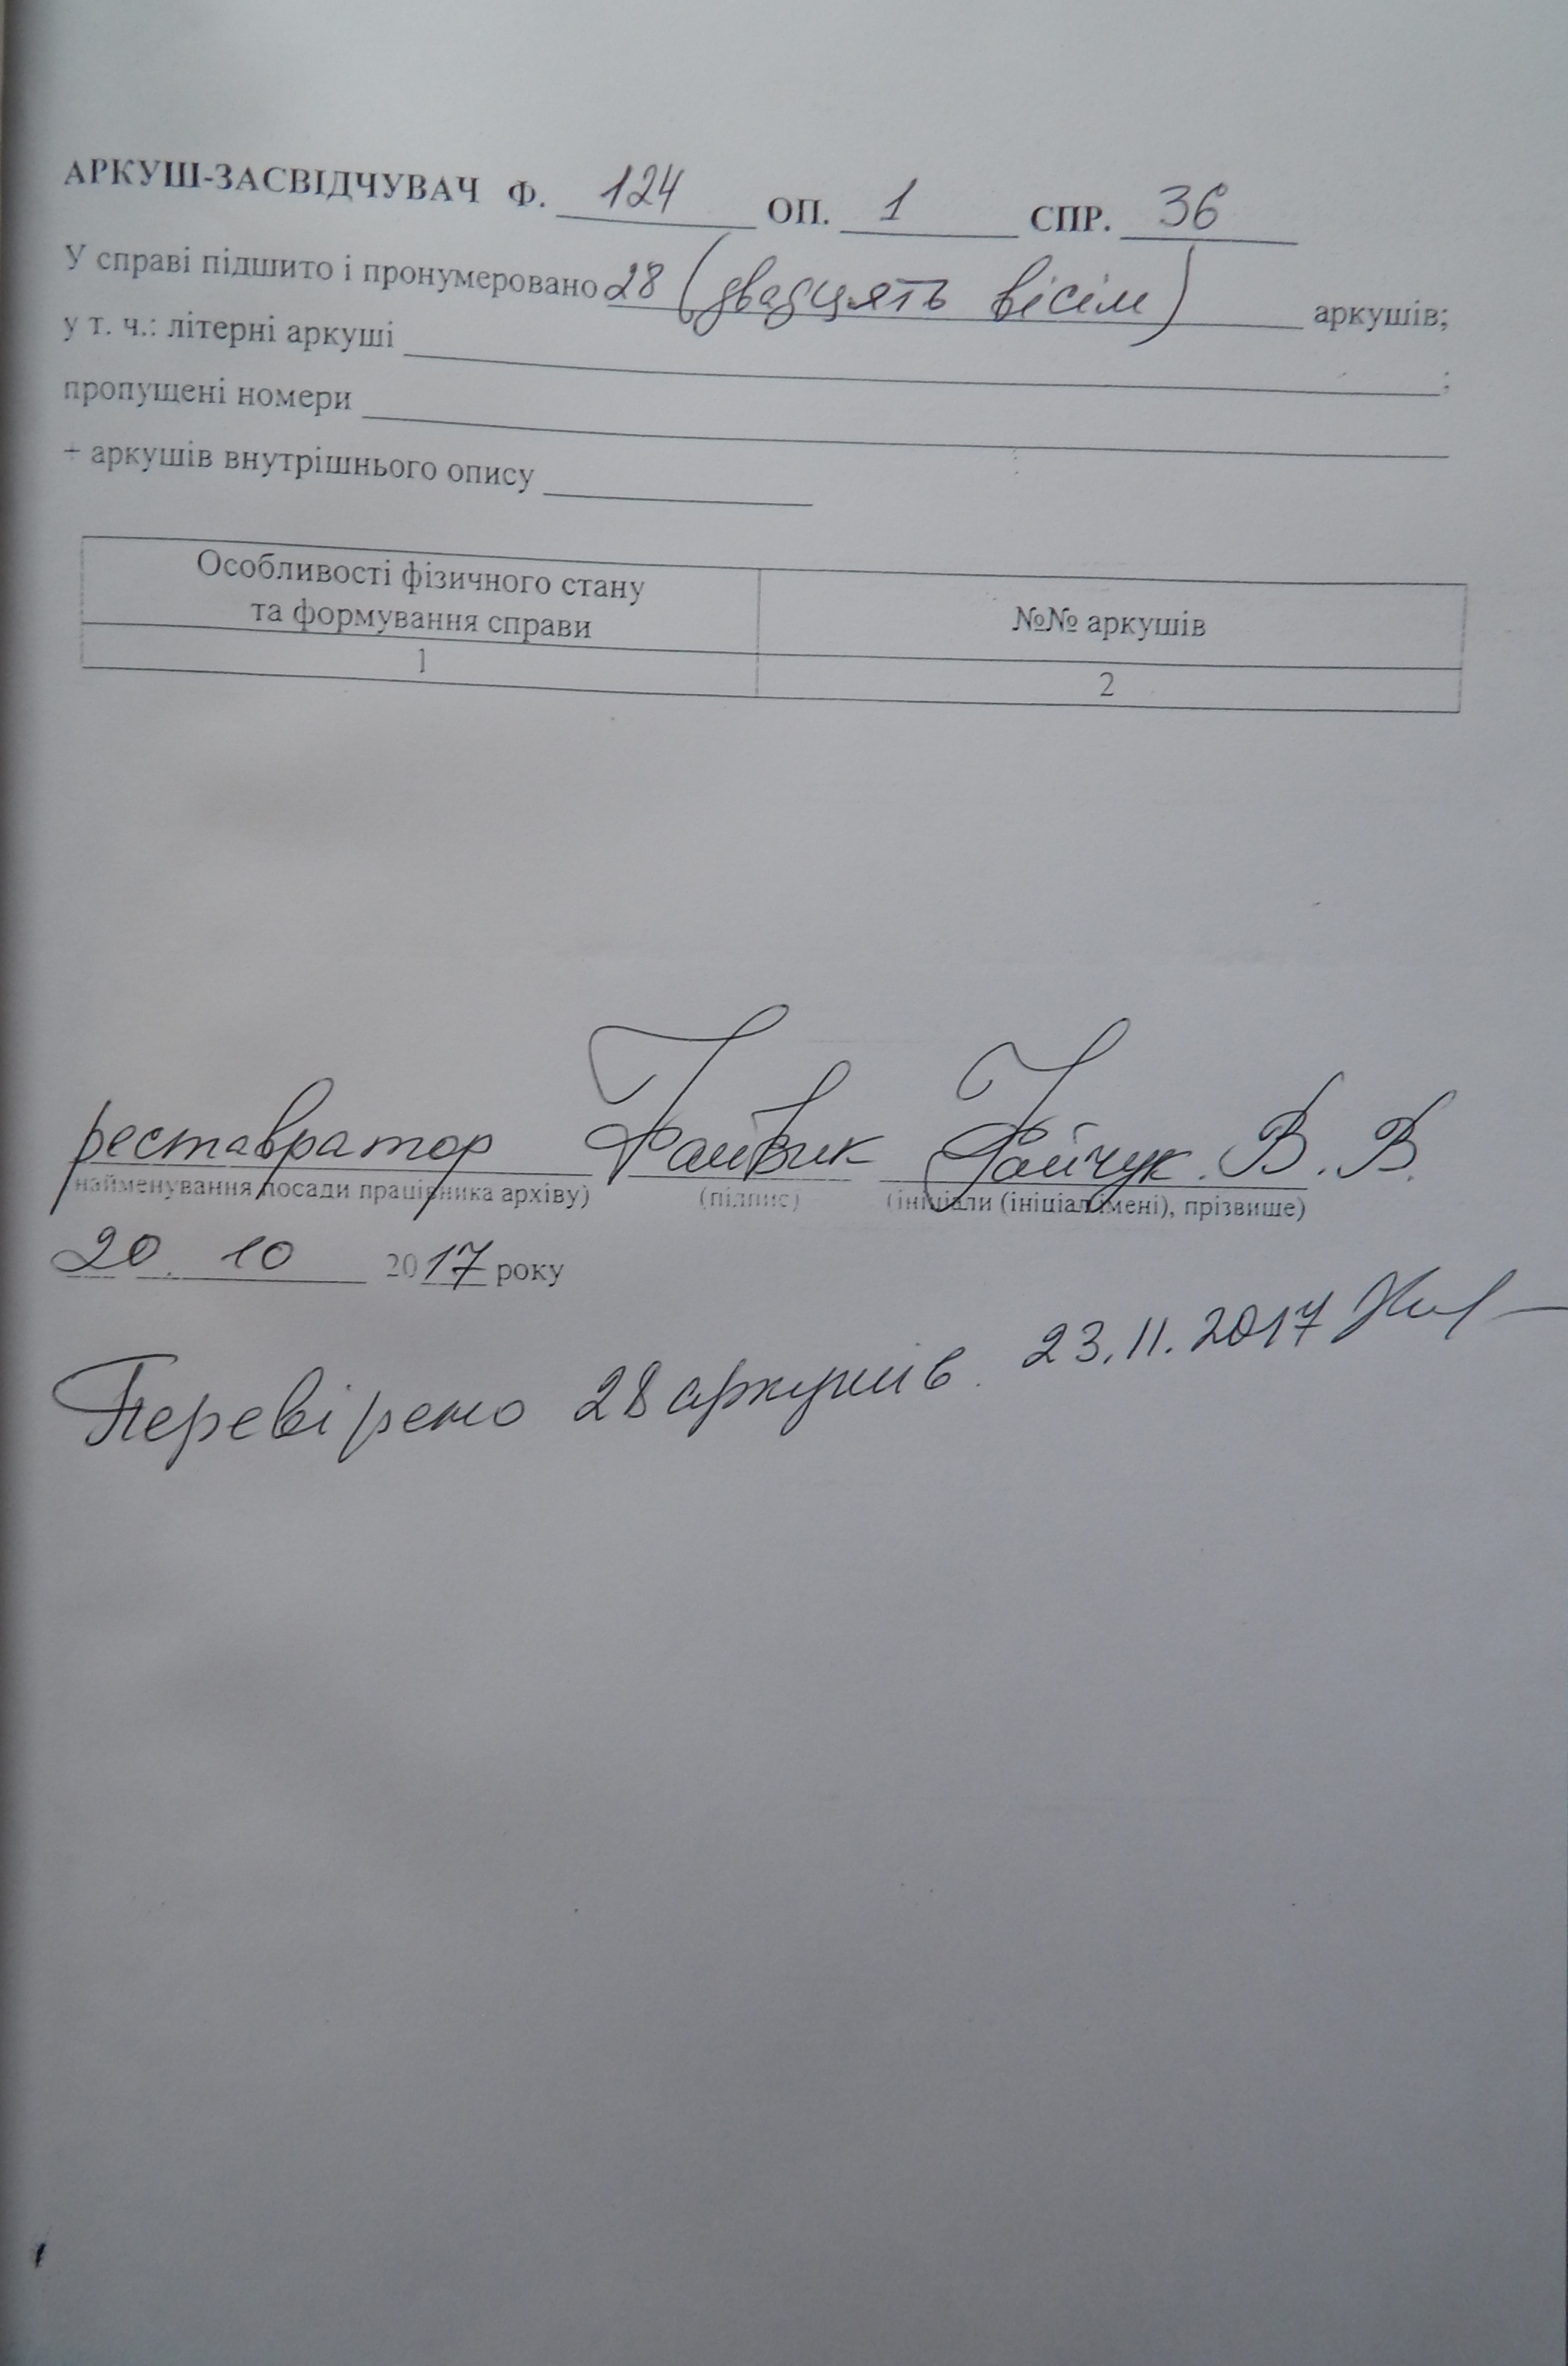 АРКУШ-ЗАСВІДЧУВАЧ Ф. 124 ОП. 1 СПР. 36
У справі підшито і пронумеровано 28 (двадцять вісім) аркушів;
у т. ч.: літерні аркуші ;
пропущені номери
+ аркушів внутрішнього опису
Особливості фізичного стану
та формування справи
№№ аркушів
1
2
реставратор В. В.
(найменування посади працівника архіву) (підпис) (ініціали (ініціал імені), прізвище)
20. 10 2017 року
Перевірено 28 аркушів. 23.11.2017